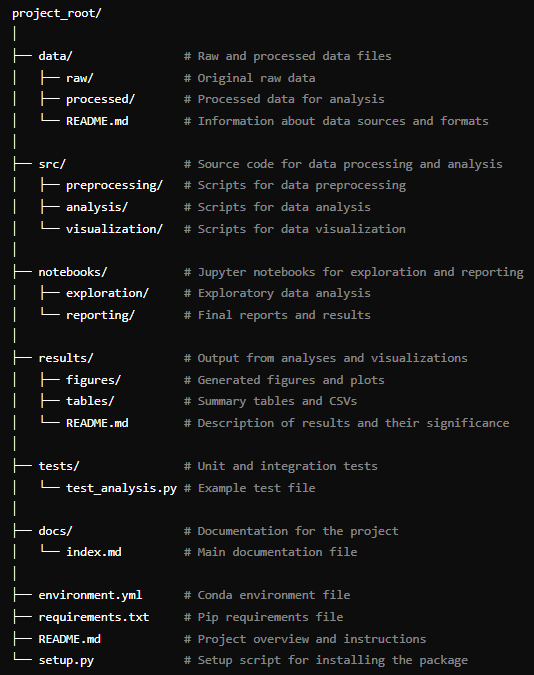 project_root/
│
├── data/                # Raw and processed data files
│   ├── raw/             # Original raw data
│   ├── processed/       # Processed data for analysis
│   └── README.md        # Information about data sources and formats
│
├── src/                 # Source code for data processing and analysis
│   ├── preprocessing/   # Scripts for data preprocessing
│   ├── analysis/        # Scripts for data analysis
│   └── visualization/   # Scripts for data visualization
│
├── notebooks/           # Jupyter notebooks for exploration and reporting
│   ├── exploration/     # Exploratory data analysis
│   └── reporting/       # Final reports and results
│
├── results/             # Output from analyses and visualizations
│   ├── figures/         # Generated figures and plots
│   ├── tables/          # Summary tables and CSVs
│   └── README.md        # Description of results and their significance
│
├── tests/               # Unit and integration tests
│   └── test_analysis.py # Example test file
│
├── docs/                # Documentation for the project
│   └── index.md         # Main documentation file
│
├── environment.yml      # Conda environment file
├── requirements.txt     # Pip requirements file
├── README.md            # Project overview and instructions
└── setup.py             # Setup script for installing the package